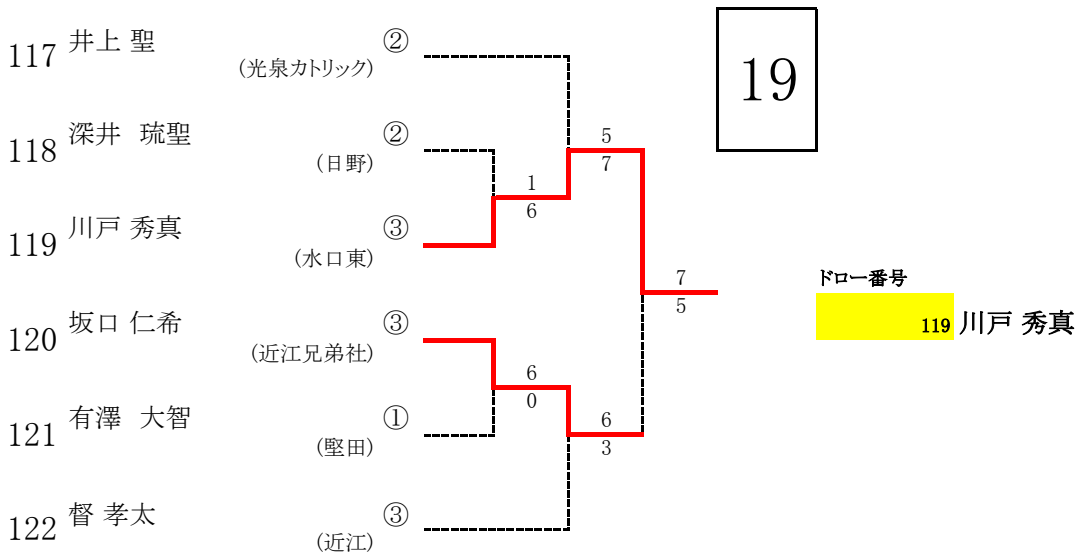 19
117 井上 聖 ②
(光泉カトリック)
118 深井 琉聖 ②
(日野)
5
7
1
6
119 川戸 秀真 ③
(水口東)
7
5
ドロー番号
119 川戸 秀真
120 坂口 仁希 ③
(近江兄弟社)
6
0
121 有澤 大智 ①
(堅田)
6
3
122 督 孝太 ③
(近江)